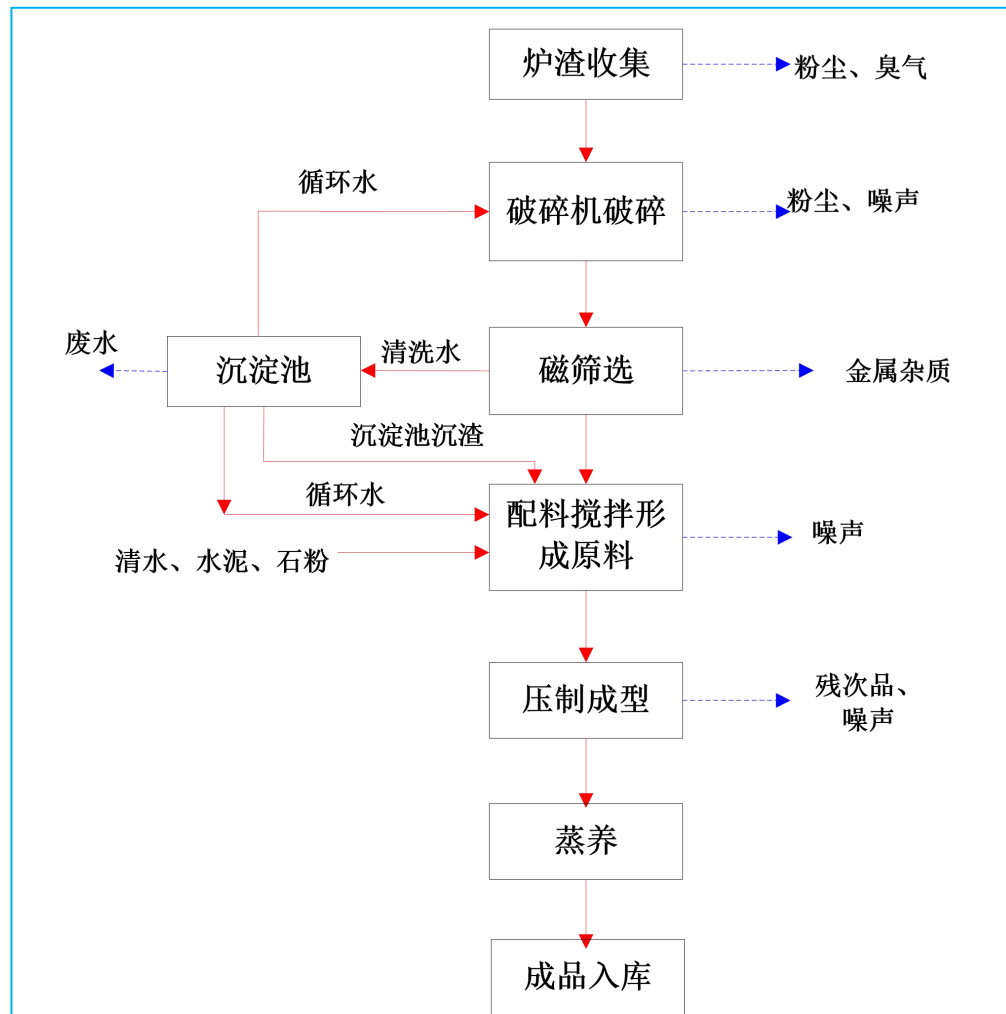 炉渣收集
粉尘、臭气
循环水
破碎机破碎
粉尘、噪声
废水
沉淀池
清洗水
磁筛选
金属杂质
沉淀池沉渣
循环水
配料搅拌形
成原料
噪声
清水、水泥、石粉
压制成型
残次品、
噪声
蒸养
成品入库